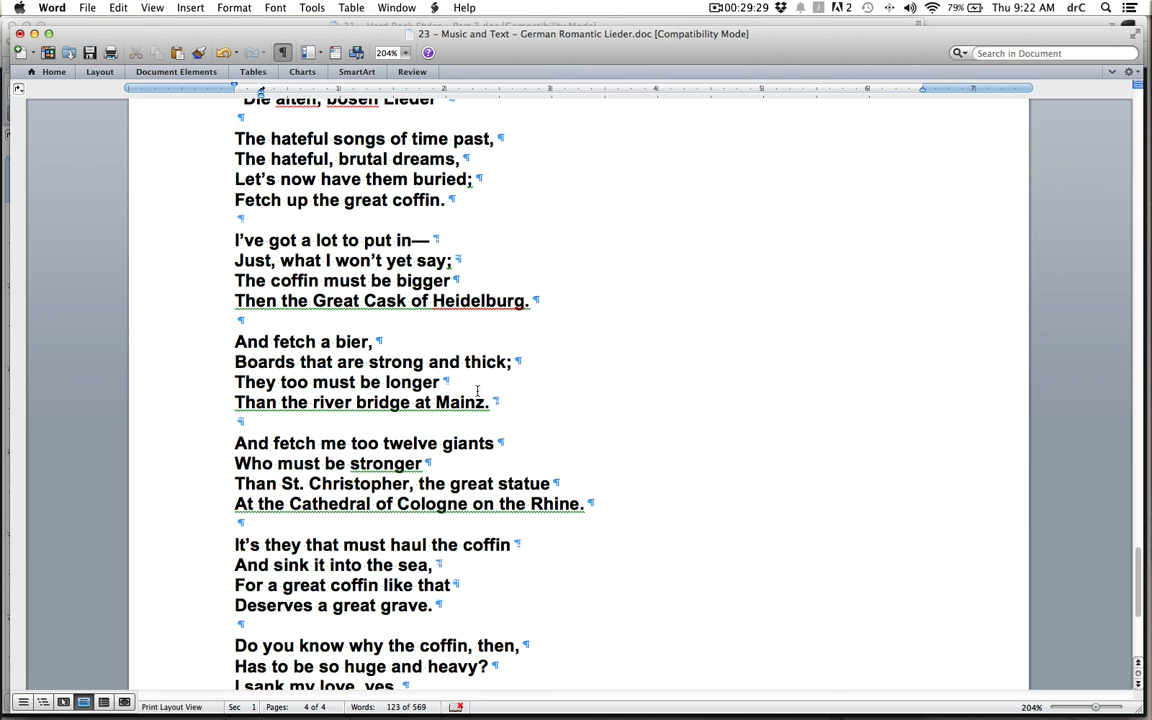 Word File Edit View Insert Format Font Tools Table Window Help 00:29:29 2 79% Thu 9:22 AM drC
23 – Music and Text – German Romantic Lieder.doc [Compatibility Mode]
204% Search in Document
Home Layout Document Elements Tables Charts SmartArt Review
1 2 3 4 5 6 7
Die alten, bösen Lieder ¶
¶
The hateful songs of time past, ¶
The hateful, brutal dreams, ¶
Let's now have them buried; ¶
Fetch up the great coffin. ¶
¶
I've got a lot to put in— ¶
Just, what I won't yet say; ¶
The coffin must be bigger ¶
Then the Great Cask of Heidelburg. ¶
¶
And fetch a bier, ¶
Boards that are strong and thick; ¶
They too must be longer ¶
Than the river bridge at Mainz. ¶
¶
And fetch me too twelve giants ¶
Who must be stronger ¶
Than St. Christopher, the great statue ¶
At the Cathedral of Cologne on the Rhine. ¶
¶
It's they that must haul the coffin ¶
And sink it into the sea, ¶
For a great coffin like that ¶
Deserves a great grave. ¶
¶
Do you know why the coffin, then, ¶
Has to be so huge and heavy? ¶
I sank my love, yes, ¶
Print Layout View Sec 1 Pages: 4 of 4 Words: 123 of 569 204%